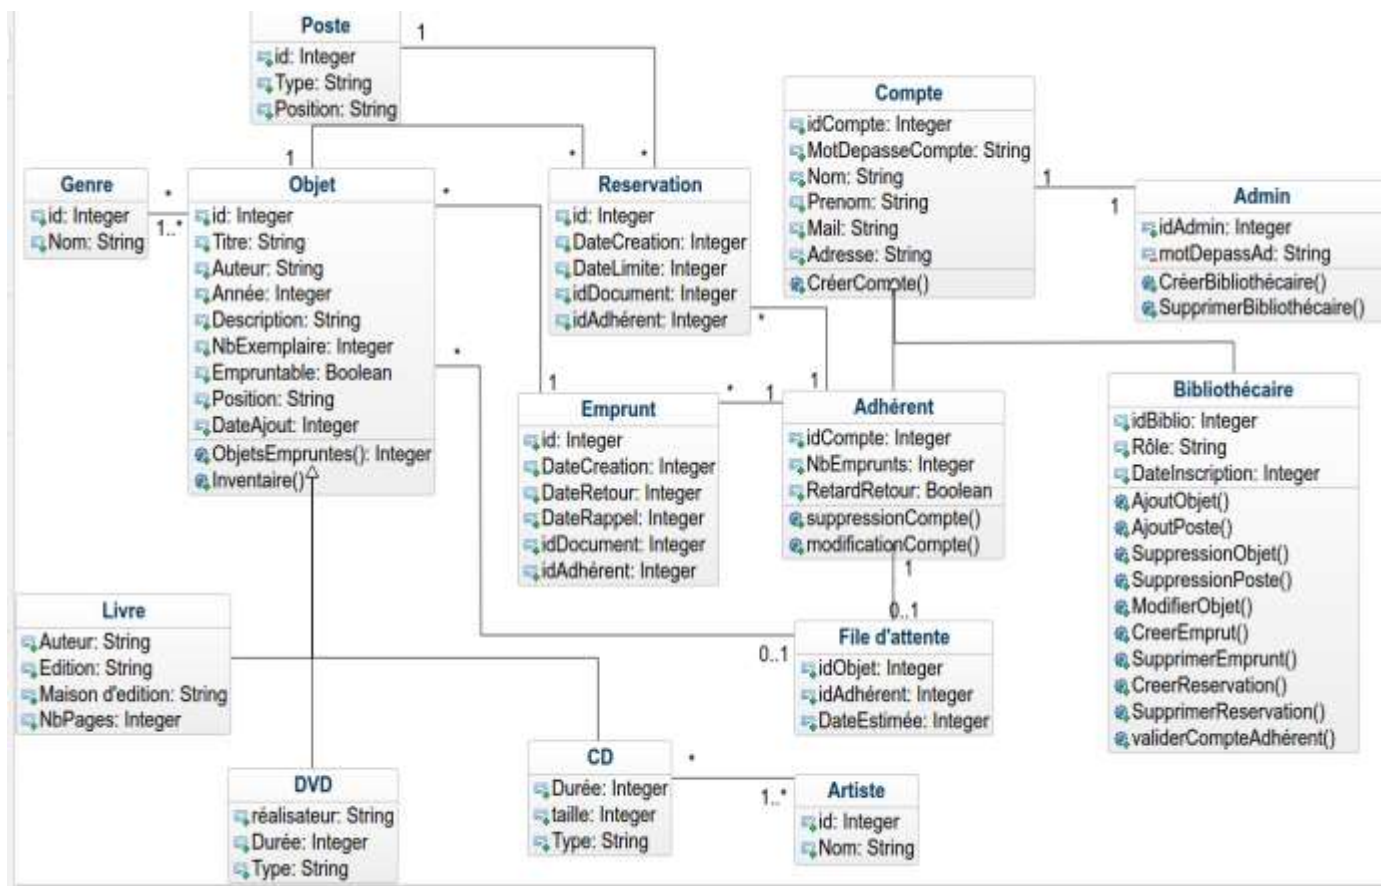 Poste
id: Integer
Type: String
Position: String
1
1
*
*
Genre
id: Integer
Nom: String
*
1..*
Objet
id: Integer
Titre: String
Auteur: String
Année: Integer
Description: String
NbExemplaire: Integer
Empruntable: Boolean
Position: String
DateAjout: Integer
ObjetsEmpruntes(): Integer
Inventaire()
*
*
Reservation
id: Integer
DateCreation: Integer
DateLimite: Integer
idDocument: Integer
idAdhérent: Integer
*
1
Compte
idCompte: Integer
MotDepasseCompte: String
Nom: String
Prenom: String
Mail: String
Adresse: String
CréerCompte()
1
1
Admin
idAdmin: Integer
motDepassAd: String
CréerBibliothécaire()
SupprimerBibliothécaire()
1
Emprunt
id: Integer
DateCreation: Integer
DateRetour: Integer
DateRappel: Integer
idDocument: Integer
idAdhérent: Integer
*
1
Adhérent
idCompte: Integer
NbEmprunts: Integer
RetardRetour: Boolean
suppressionCompte()
modificationCompte()
1
0..1
Bibliothécaire
idBiblio: Integer
Rôle: String
DateInscription: Integer
AjoutObjet()
AjoutPoste()
SuppressionObjet()
SuppressionPoste()
ModifierObjet()
CreerEmprut()
SupprimerEmprunt()
CreerReservation()
SupprimerReservation()
validerCompteAdhérent()
Livre
Auteur: String
Edition: String
Maison d'edition: String
NbPages: Integer
0..1
File d'attente
idObjet: Integer
idAdhérent: Integer
DateEstimée: Integer
DVD
réalisateur: String
Durée: Integer
Type: String
CD
Durée: Integer
taille: Integer
Type: String
*
1..*
Artiste
id: Integer
Nom: String